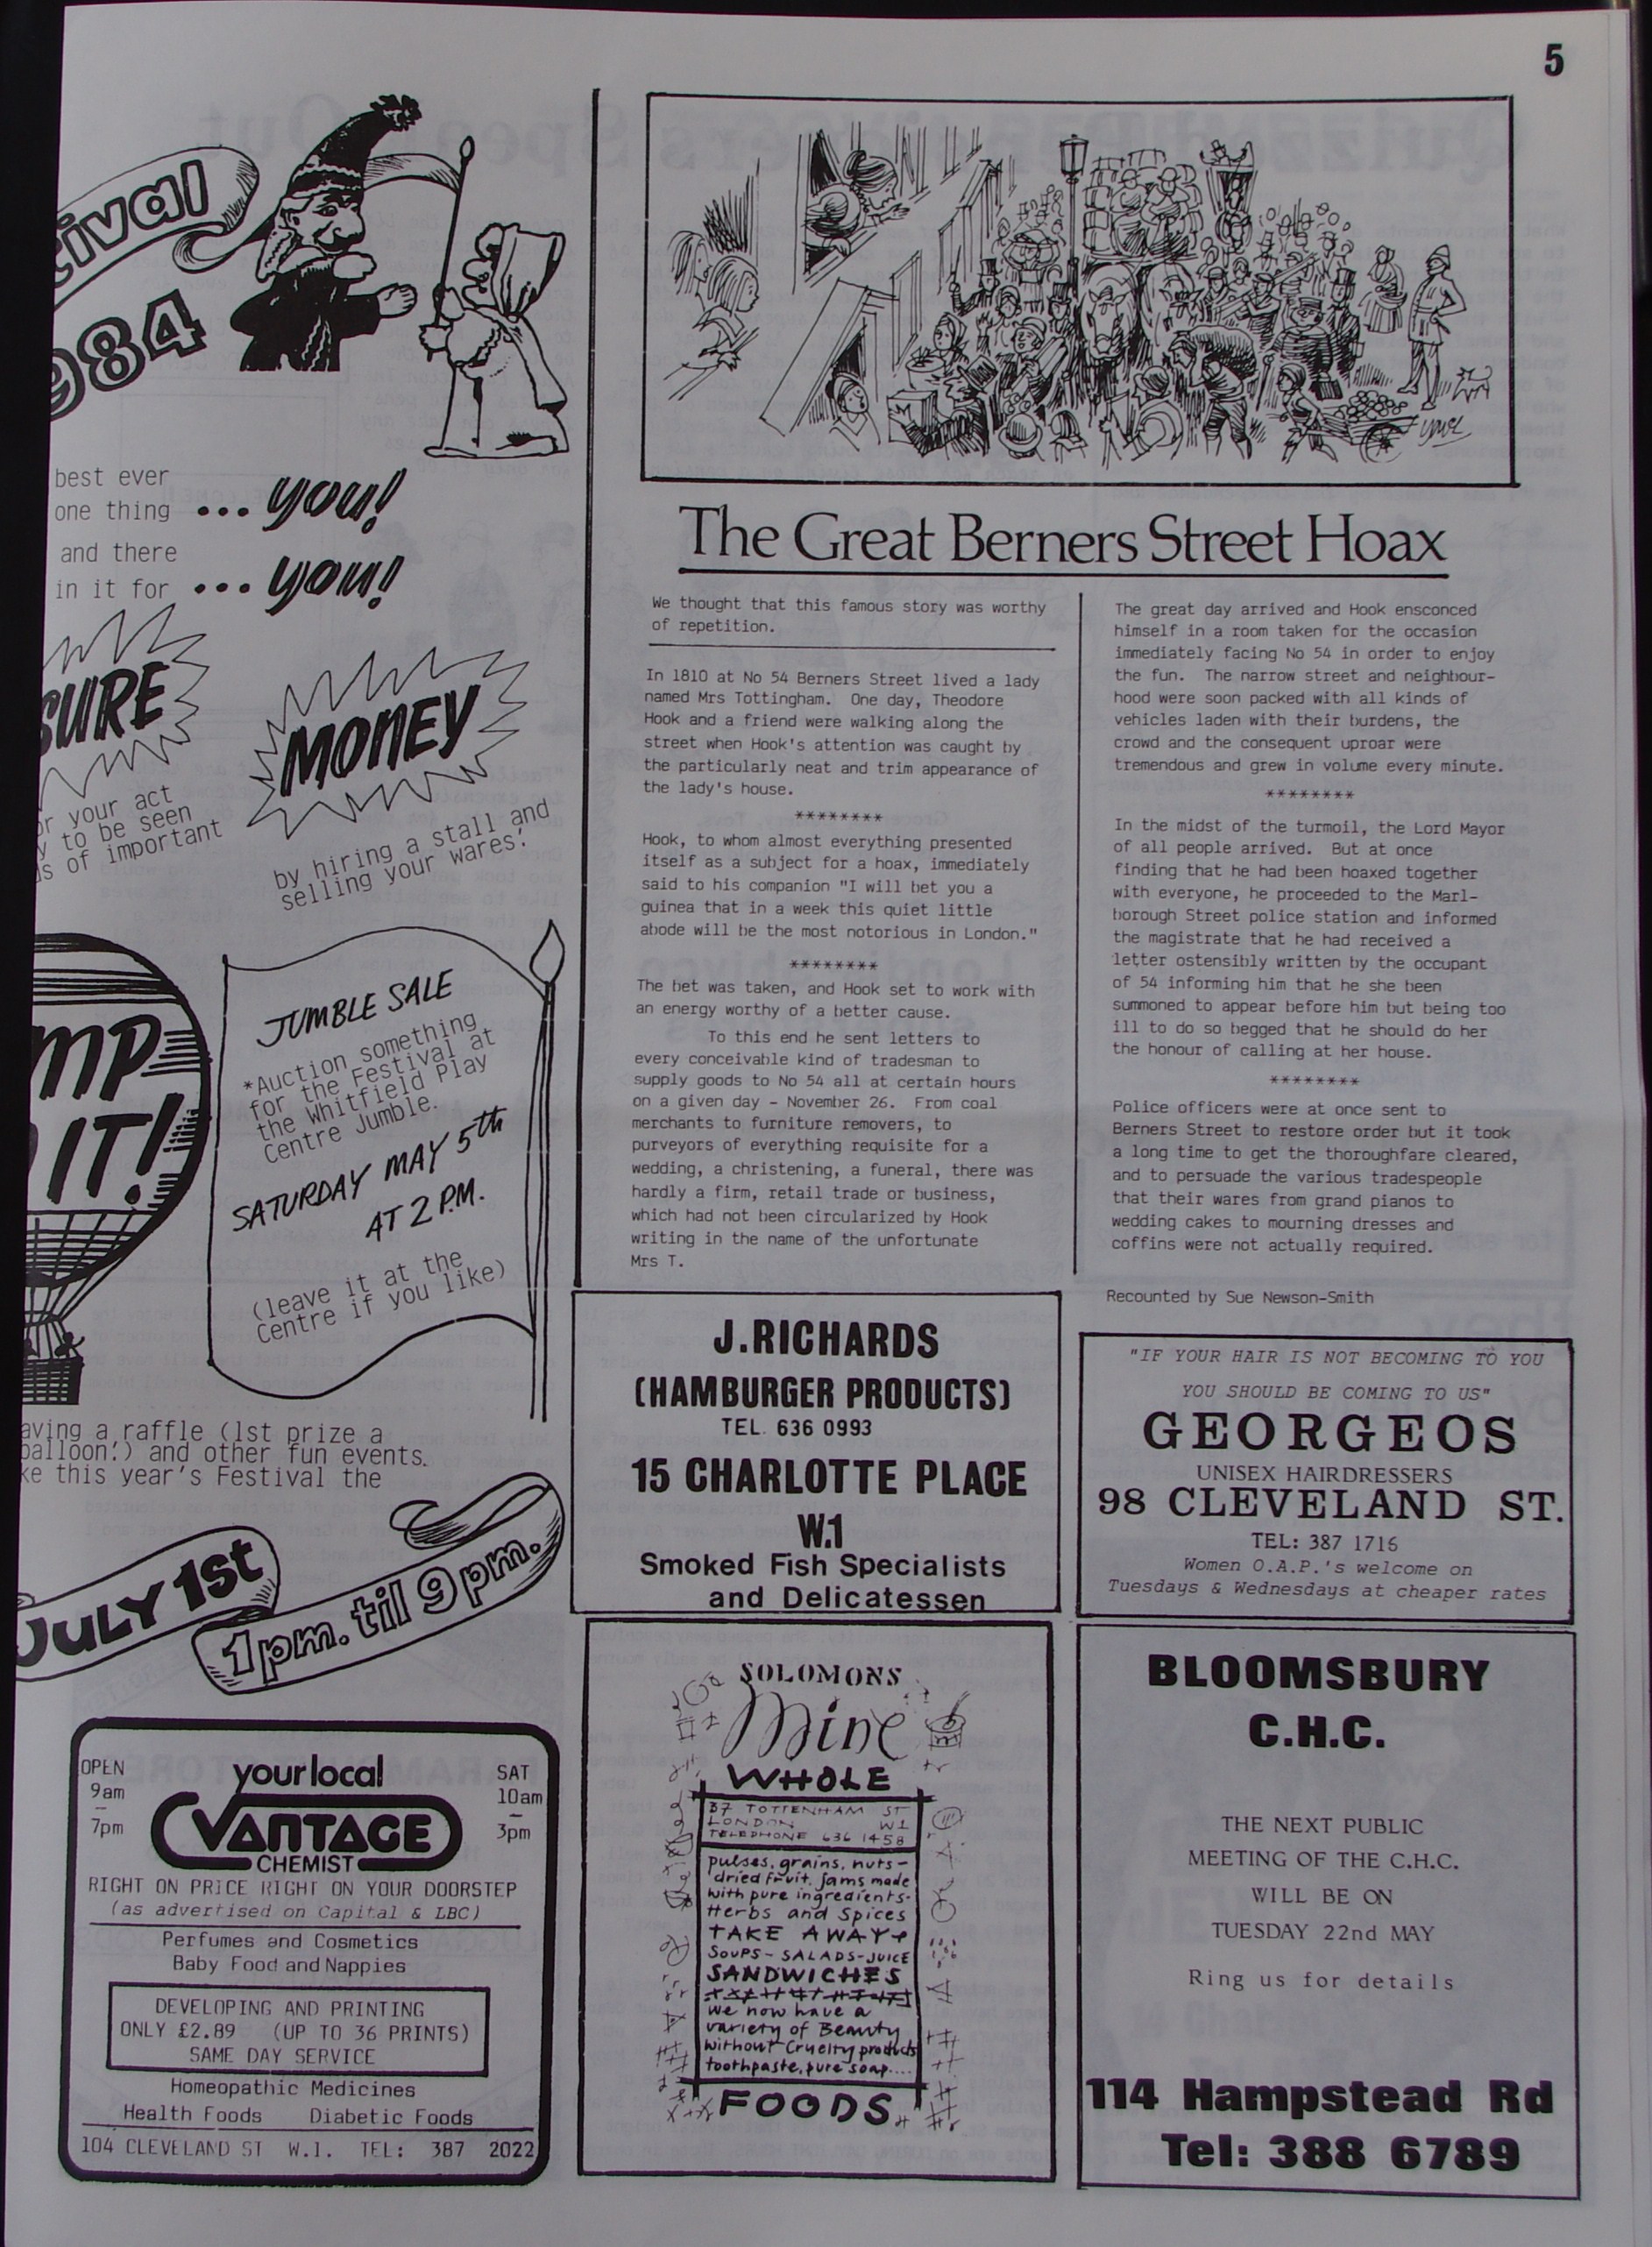 5
tival
1984
best ever
one thing ... you!
and there
in it for ... you!
SURE
your act
to be seen
of important
MONEY
by hiring a stall and
selling your wares!
IT!
JUMBLE SALE
*Auction something
for the Festival at
the Whitfield Play
Centre Jumble.
SATURDAY MAY 5th
AT 2 P.M.
(leave it at the
Centre if you like)
aving a raffle (1st prize a
balloon!) and other fun events.
ke this year's Festival the
JULY 1st
1pm. til 9pm.
The Great Berners Street Hoax
We thought that this famous story was worthy
of repetition.
In 1810 at No 54 Berners Street lived a lady
named Mrs Tottingham. One day, Theodore
Hook and a friend were walking along the
street when Hook's attention was caught by
the particularly neat and trim appearance of
the lady's house.
********
Hook, to whom almost everything presented
itself as a subject for a hoax, immediately
said to his companion "I will bet you a
guinea that in a week this quiet little
abode will be the most notorious in London."
********
The bet was taken, and Hook set to work with
an energy worthy of a better cause.
To this end he sent letters to
every conceivable kind of tradesman to
supply goods to No 54 all at certain hours
on a given day - November 26. From coal
merchants to furniture removers, to
purveyors of everything requisite for a
wedding, a christening, a funeral, there was
hardly a firm, retail trade or business,
which had not been circularized by Hook
writing in the name of the unfortunate
Mrs T.
The great day arrived and Hook ensconced
himself in a room taken for the occasion
immediately facing No 54 in order to enjoy
the fun. The narrow street and neighbour-
hood were soon packed with all kinds of
vehicles laden with their burdens, the
crowd and the consequent uproar were
tremendous and grew in volume every minute.
********
In the midst of the turmoil, the Lord Mayor
of all people arrived. But at once
finding that he had been hoaxed together
with everyone, he proceeded to the Marl-
borough Street police station and informed
the magistrate that he had received a
letter ostensibly written by the occupant
of 54 informing him that he she been
summoned to appear before him but being too
ill to do so begged that he should do her
the honour of calling at her house.
********
Police officers were at once sent to
Berners Street to restore order but it took
a long time to get the thoroughfare cleared,
and to persuade the various tradespeople
that their wares from grand pianos to
wedding cakes to mourning dresses and
coffins were not actually required.
Recounted by Sue Newson-Smith
J.RICHARDS
(HAMBURGER PRODUCTS)
TEL. 636 0993
15 CHARLOTTE PLACE
W.1
Smoked Fish Specialists
and Delicatessen
"IF YOUR HAIR IS NOT BECOMING TO YOU
YOU SHOULD BE COMING TO US"
GEORGEOS
UNISEX HAIRDRESSERS
98 CLEVELAND ST.
TEL: 387 1716
Women O.A.P.'s welcome on
Tuesdays & Wednesdays at cheaper rates
OPEN
9am
-
7pm
your local
VANTAGE
CHEMIST
SAT
10am
-
3pm
RIGHT ON PRICE RIGHT ON YOUR DOORSTEP
(as advertised on Capital & LBC)
Perfumes and Cosmetics
Baby Food and Nappies
DEVELOPING AND PRINTING
ONLY £2.89 (UP TO 36 PRINTS)
SAME DAY SERVICE
Homeopathic Medicines
Health Foods Diabetic Foods
104 CLEVELAND ST W.1. TEL: 387 2022
SOLOMONS
Mine
WHOLE
37 TOTTENHAM ST
LONDON W1
TELEPHONE 636 1458
pulses, grains, nuts-
dried fruit, jams made
with pure ingredients.
Herbs and Spices
TAKE AWAY
SOUPS-SALADS-JUICE
SANDWICHES
we now have a
variety of Beauty
without Cruelty products
toothpaste, pure soap....
FOODS
BLOOMSBURY
C.H.C.
THE NEXT PUBLIC
MEETING OF THE C.H.C.
WILL BE ON
TUESDAY 22nd MAY
Ring us for details
114 Hampstead Rd
Tel: 388 6789